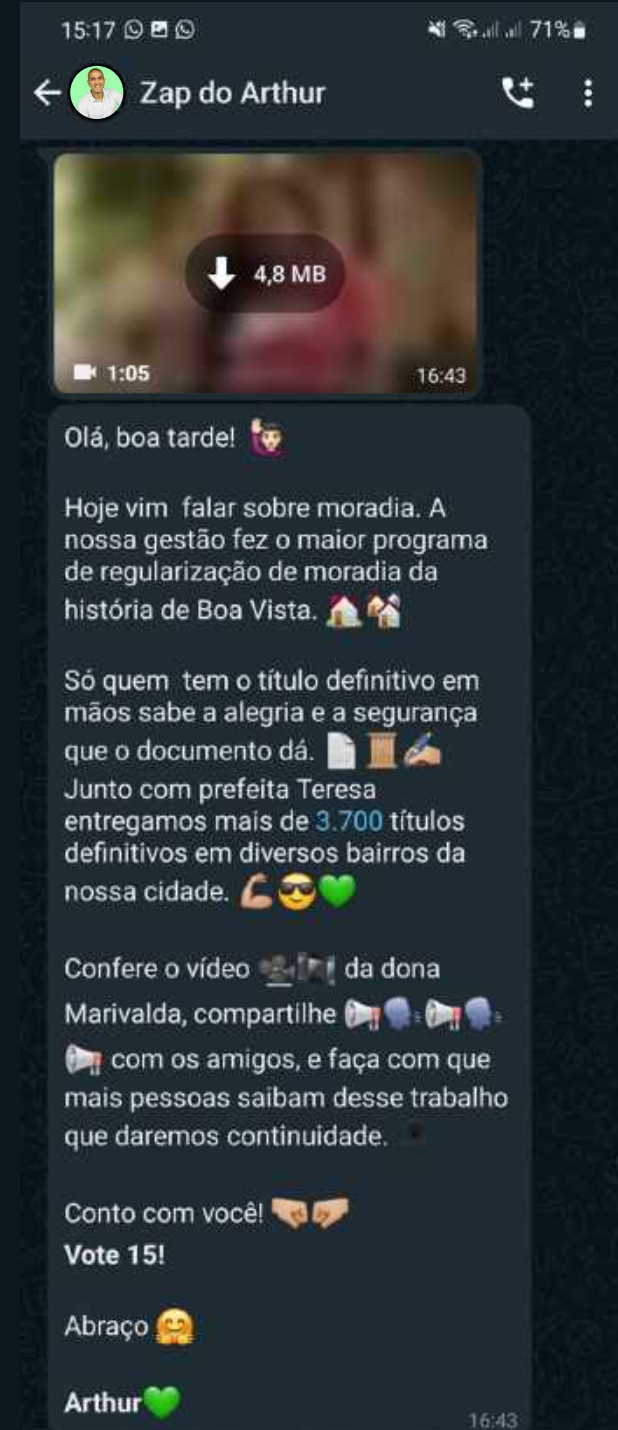 15:17 71%
Zap do Arthur
4,8 MB
1:05 16:43
Olá, boa tarde! 🙋🏻
Hoje vim falar sobre moradia. A
nossa gestão fez o maior programa
de regularização de moradia da
história de Boa Vista. 🏠🏘
Só quem tem o título definitivo em
mãos sabe a alegria e a segurança
que o documento dá. 📄📜✍🏼
Junto com prefeita Teresa
entregamos mais de 3.700 títulos
definitivos em diversos bairros da
nossa cidade. 💪🏼😎💚
Confere o vídeo 🎥📹 da dona
Marivalda, compartilhe 📢🗣📢🗣
📢 com os amigos, e faça com que
mais pessoas saibam desse trabalho
que daremos continuidade.
Conto com você! 🤜🏼🤛🏼
Vote 15!
Abraço 🤗
Arthur💚
16:43